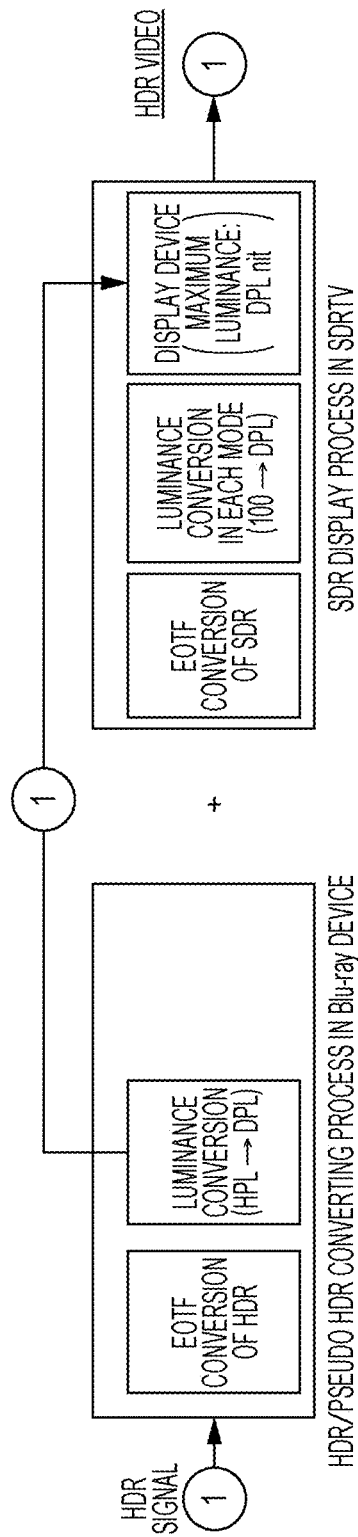 HDR
SIGNAL
1
EOTF
CONVERSION
OF HDR
LUMINANCE
CONVERSION
(HPL → DPL)
HDR/PSEUDO HDR CONVERTING PROCESS IN Blu-ray DEVICE
1
+
EOTF
CONVERSION
OF SDR
LUMINANCE
CONVERSION
IN EACH MODE
(100 → DPL)
DISPLAY DEVICE
(MAXIMUM
LUMINANCE:
DPL nit)
SDR DISPLAY PROCESS IN SDRTV
HDR VIDEO
1